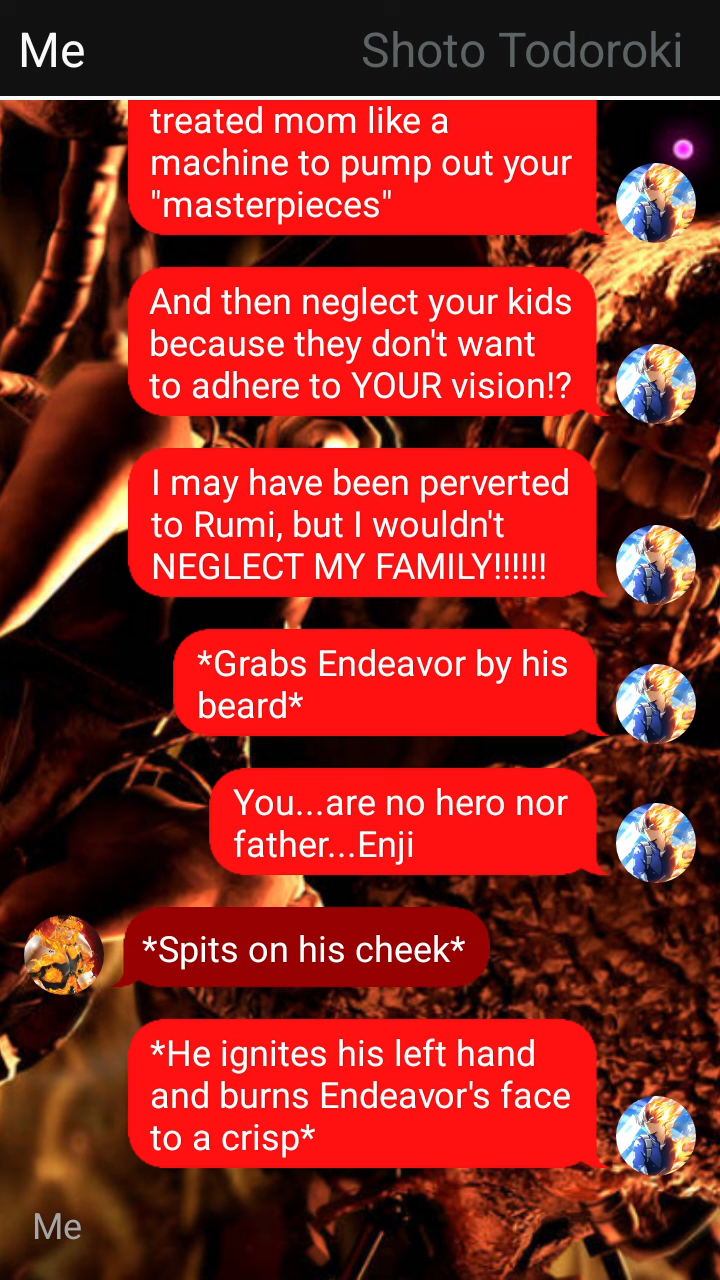 Me
Shoto Todoroki
treated mom like a
machine to pump out your
"masterpieces"
And then neglect your kids
because they don't want
to adhere to YOUR vision!?
I may have been perverted
to Rumi, but I wouldn't
NEGLECT MY FAMILY!!!!!!
*Grabs Endeavor by his
beard*
You...are no hero nor
father...Enji
*Spits on his cheek*
*He ignites his left hand
and burns Endeavor's face
to a crisp*
Me